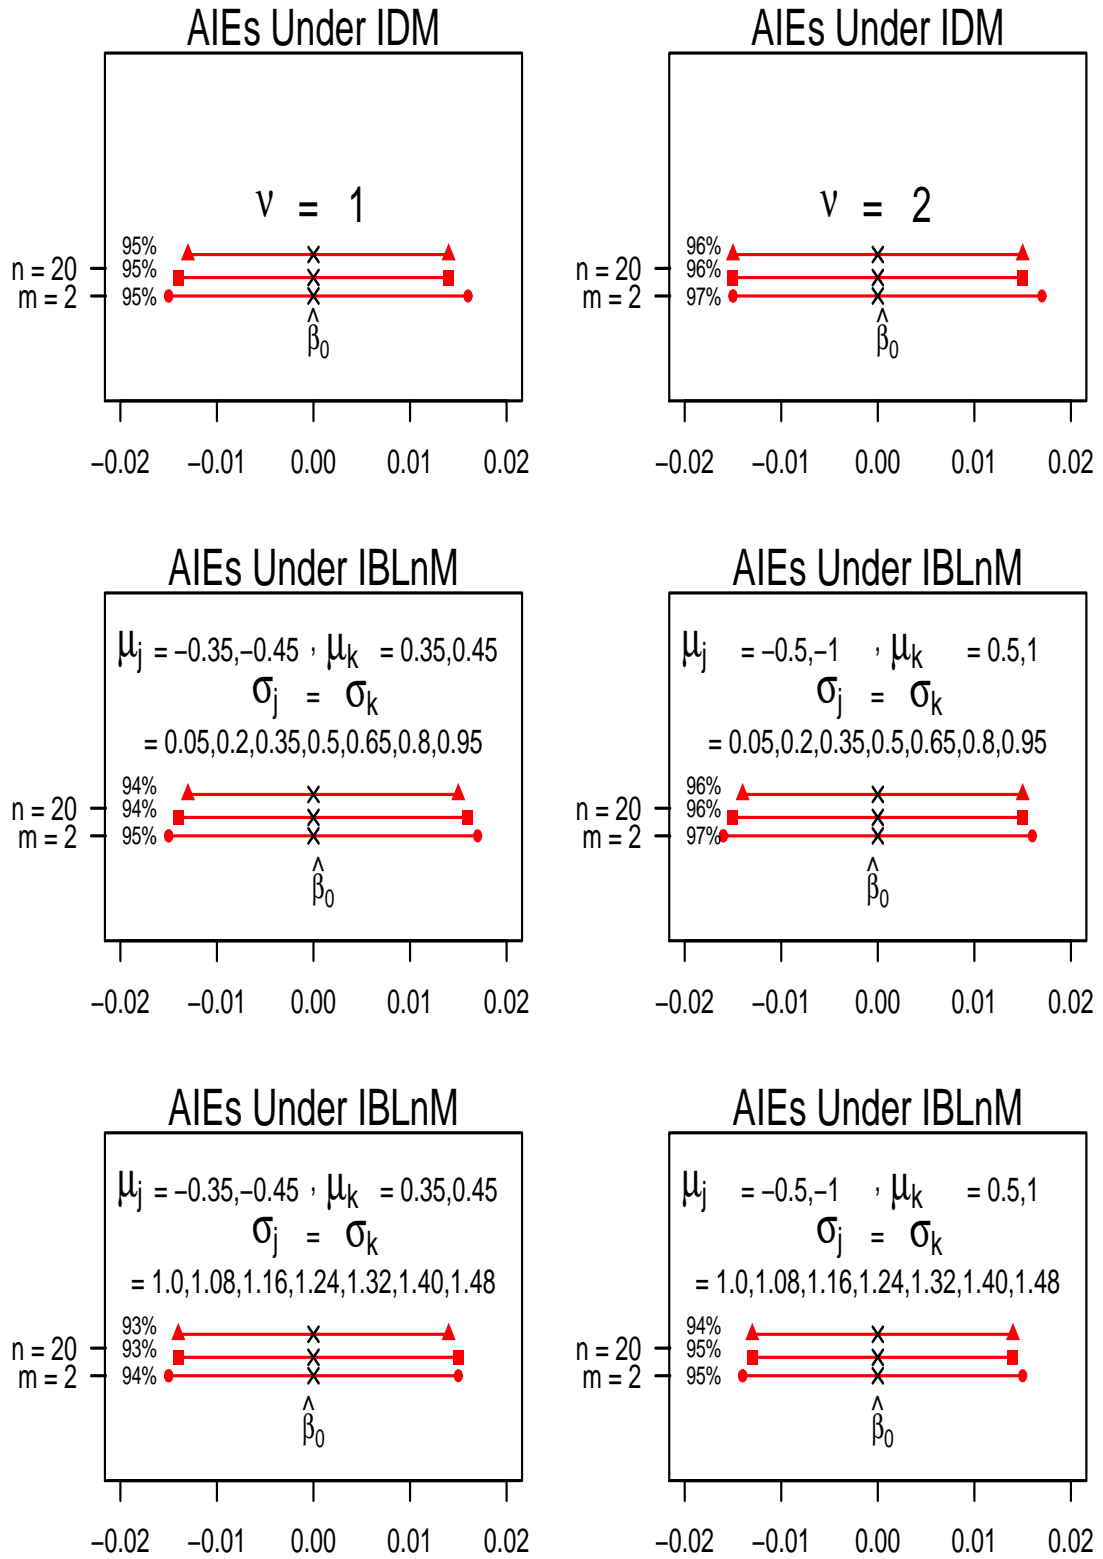 AIEs Under IDM
ν = 1
95%
95%
95%
n = 20
m = 2
β̂0
−0.02 −0.01 0.00 0.01 0.02
AIEs Under IDM
ν = 2
96%
96%
97%
n = 20
m = 2
β̂0
−0.02 −0.01 0.00 0.01 0.02
AIEs Under IBLnM
μj = −0.35,−0.45 , μk = 0.35,0.45
σj = σk
= 0.05,0.2,0.35,0.5,0.65,0.8,0.95
94%
94%
95%
n = 20
m = 2
β̂0
−0.02 −0.01 0.00 0.01 0.02
AIEs Under IBLnM
μj = −0.5,−1 , μk = 0.5,1
σj = σk
= 0.05,0.2,0.35,0.5,0.65,0.8,0.95
96%
96%
97%
n = 20
m = 2
β̂0
−0.02 −0.01 0.00 0.01 0.02
AIEs Under IBLnM
μj = −0.35,−0.45 , μk = 0.35,0.45
σj = σk
= 1.0,1.08,1.16,1.24,1.32,1.40,1.48
93%
93%
94%
n = 20
m = 2
β̂0
−0.02 −0.01 0.00 0.01 0.02
AIEs Under IBLnM
μj = −0.5,−1 , μk = 0.5,1
σj = σk
= 1.0,1.08,1.16,1.24,1.32,1.40,1.48
94%
95%
95%
n = 20
m = 2
β̂0
−0.02 −0.01 0.00 0.01 0.02